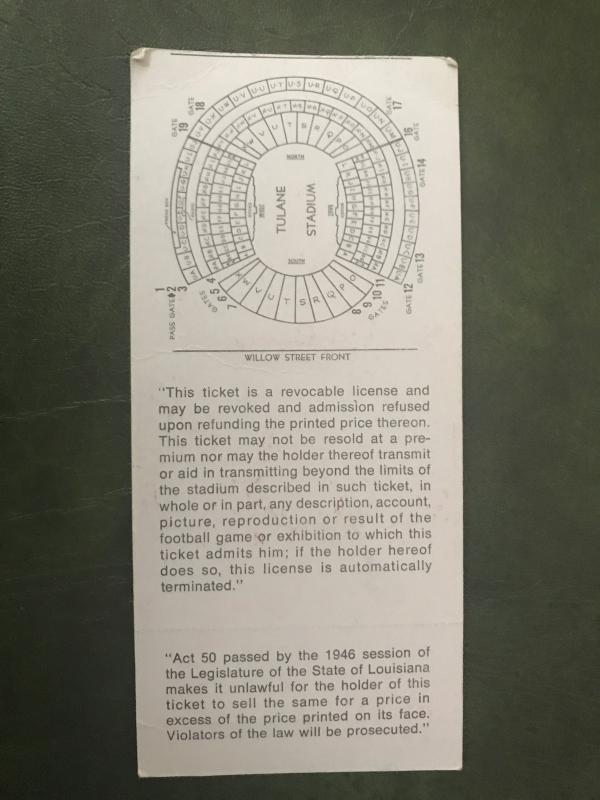 GATE 19
GATE 18
GATE 17
GATE 16
GATE 14
GATE 13
GATE 12
NORTH
TULANE
STADIUM
SOUTH
PASS GATES
1
2
3
4
5
6
7
GATES
8
9
10
11
GATES
W V U T S R Q P O
X W V U T S R Q P O
WILLOW STREET FRONT
"This ticket is a revocable license and
may be revoked and admission refused
upon refunding the printed price thereon.
This ticket may not be resold at a pre-
mium nor may the holder thereof transmit
or aid in transmitting beyond the limits of
the stadium described in such ticket, in
whole or in part, any description, account,
picture, reproduction or result of the
football game or exhibition to which this
ticket admits him; if the holder hereof
does so, this license is automatically
terminated."
"Act 50 passed by the 1946 session of
the Legislature of the State of Louisiana
makes it unlawful for the holder of this
ticket to sell the same for a price in
excess of the price printed on its face.
Violators of the law will be prosecuted."